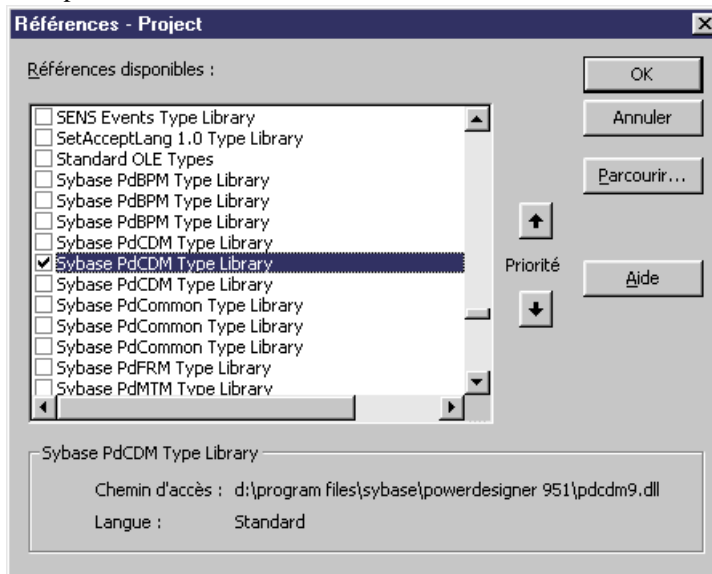 Références - Project
Références disponibles :
SENS Events Type Library
SetAcceptLang 1.0 Type Library
Standard OLE Types
Sybase PdBPM Type Library
Sybase PdBPM Type Library
Sybase PdBPM Type Library
Sybase PdCDM Type Library
Sybase PdCDM Type Library
Sybase PdCDM Type Library
Sybase PdCommon Type Library
Sybase PdCommon Type Library
Sybase PdCommon Type Library
Sybase PdFRM Type Library
Sybase PdMTM Type Library
OK
Annuler
Parcourir...
Priorité
Aide
Sybase PdCDM Type Library
Chemin d'accès : d:\program files\sybase\powerdesigner 951\pdcdm9.dll
Langue : Standard